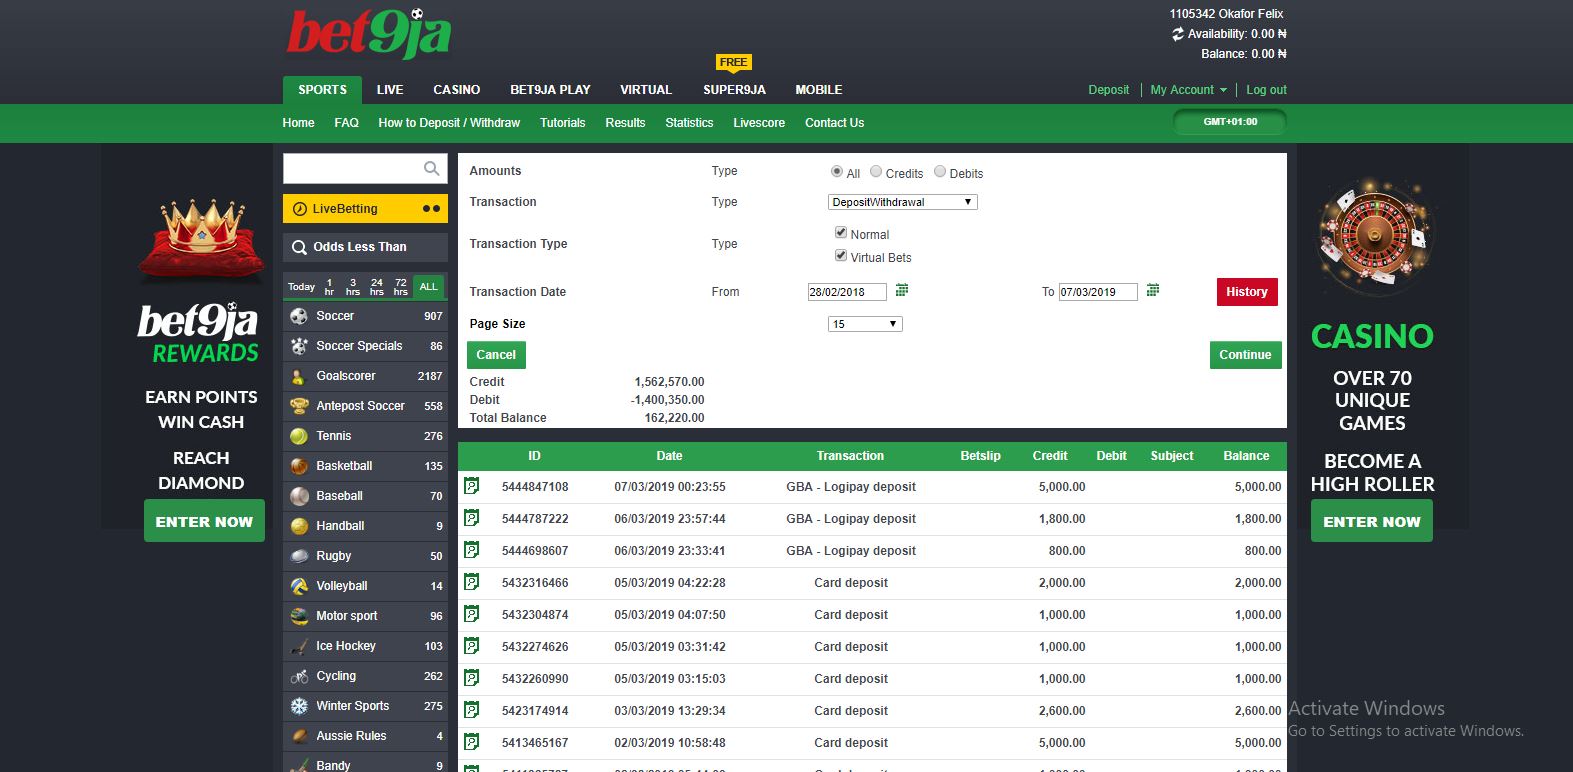 bet9ja
1105342 Okafor Felix
Availability: 0.00 ₦
Balance: 0.00 ₦
FREE
SPORTS LIVE CASINO BET9JA PLAY VIRTUAL SUPER9JA MOBILE
Deposit My Account Log out
Home FAQ How to Deposit / Withdraw Tutorials Results Statistics Livescore Contact Us
GMT+01:00
bet9ja
REWARDS
EARN POINTS
WIN CASH
REACH
DIAMOND
ENTER NOW
LiveBetting
Odds Less Than
Today 1 hr 3 hrs 24 hrs 72 hrs ALL
Soccer 907
Soccer Specials 86
Goalscorer 2187
Antepost Soccer 558
Tennis 276
Basketball 135
Baseball 70
Handball 9
Rugby 50
Volleyball 14
Motor sport 96
Ice Hockey 103
Cycling 262
Winter Sports 275
Aussie Rules 4
Bandy 9
Amounts Type All Credits Debits
Transaction Type DepositWithdrawal
Transaction Type Type Normal
Virtual Bets
Transaction Date From 28/02/2018 To 07/03/2019 History
Page Size 15
Cancel Continue
Credit 1,562,570.00
Debit -1,400,350.00
Total Balance 162,220.00
ID Date Transaction Betslip Credit Debit Subject Balance
5444847108 07/03/2019 00:23:55 GBA - Logipay deposit 5,000.00 5,000.00
5444787222 06/03/2019 23:57:44 GBA - Logipay deposit 1,800.00 1,800.00
5444698607 06/03/2019 23:33:41 GBA - Logipay deposit 800.00 800.00
5432316466 05/03/2019 04:22:28 Card deposit 2,000.00 2,000.00
5432304874 05/03/2019 04:07:50 Card deposit 1,000.00 1,000.00
5432274626 05/03/2019 03:31:42 Card deposit 1,000.00 1,000.00
5432260990 05/03/2019 03:15:03 Card deposit 1,000.00 1,000.00
5423174914 03/03/2019 13:29:34 Card deposit 2,600.00 2,600.00
5413465167 02/03/2019 10:58:48 Card deposit 5,000.00 5,000.00
CASINO
OVER 70
UNIQUE
GAMES
BECOME A
HIGH ROLLER
ENTER NOW
Activate Windows
Go to Settings to activate Windows.